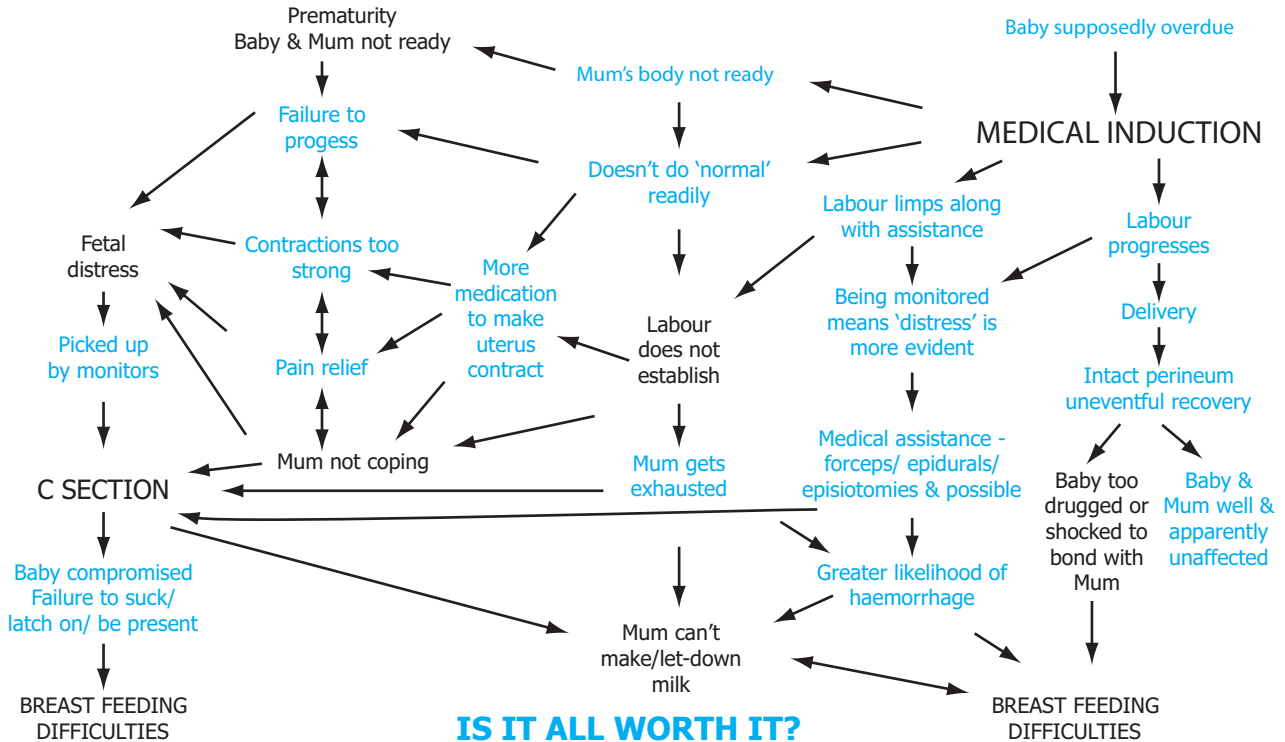 Prematurity
Baby & Mum not ready
Baby supposedly overdue
Mum's body not ready
MEDICAL INDUCTION
Failure to
progess
Doesn't do ‘normal’
readily
Labour limps along
with assistance
Labour
progresses
Fetal
distress
Contractions too
strong
More
medication
to make
uterus
contract
Being monitored
means ‘distress’ is
more evident
Delivery
Labour
does not
establish
Picked up
by monitors
Pain relief
Intact perineum
uneventful recovery
Mum not coping
Mum gets
exhausted
Medical assistance -
forceps/ epidurals/
episiotomies & possible
C SECTION
Baby too
drugged or
shocked to
bond with
Mum
Baby &
Mum well &
apparently
unaffected
Baby compromised
Failure to suck/
latch on/ be present
Greater likelihood of
haemorrhage
Mum can't
make/let-down
milk
BREAST FEEDING
DIFFICULTIES
BREAST FEEDING
DIFFICULTIES
IS IT ALL WORTH IT?